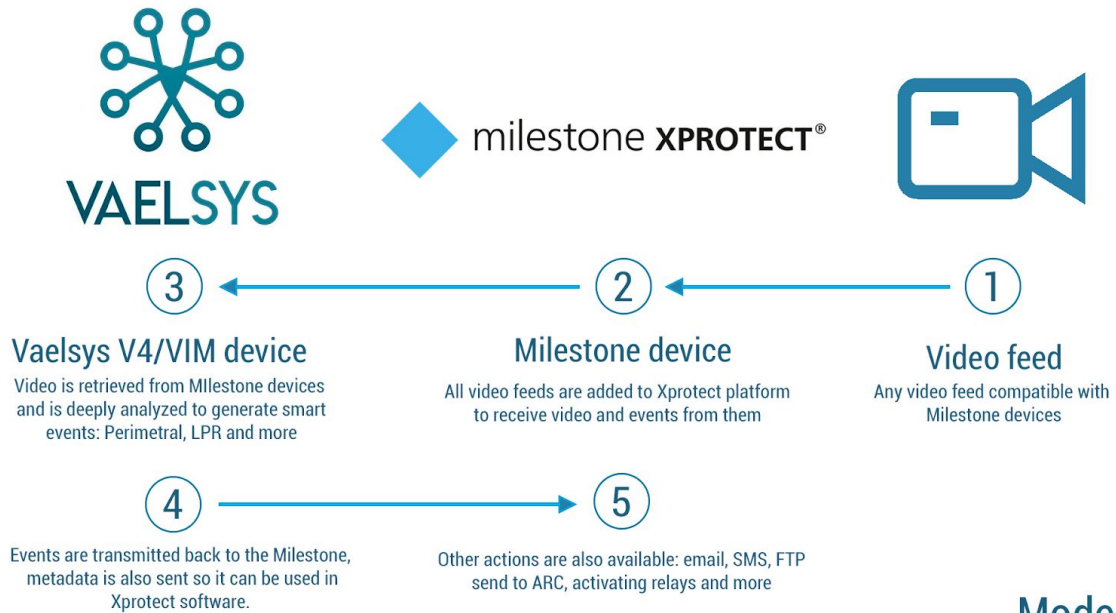 VAELSYS
milestone XPROTECT®
3
2
1
Vaelsys V4/VIM device
Video is retrieved from MIlestone devices
and is deeply analyzed to generate smart
events: Perimetral, LPR and more
Milestone device
All video feeds are added to Xprotect platform
to receive video and events from them
Video feed
Any video feed compatible with
Milestone devices
4
5
Events are transmitted back to the Milestone,
metadata is also sent so it can be used in
Xprotect software.
Other actions are also available: email, SMS, FTP
send to ARC, activating relays and more